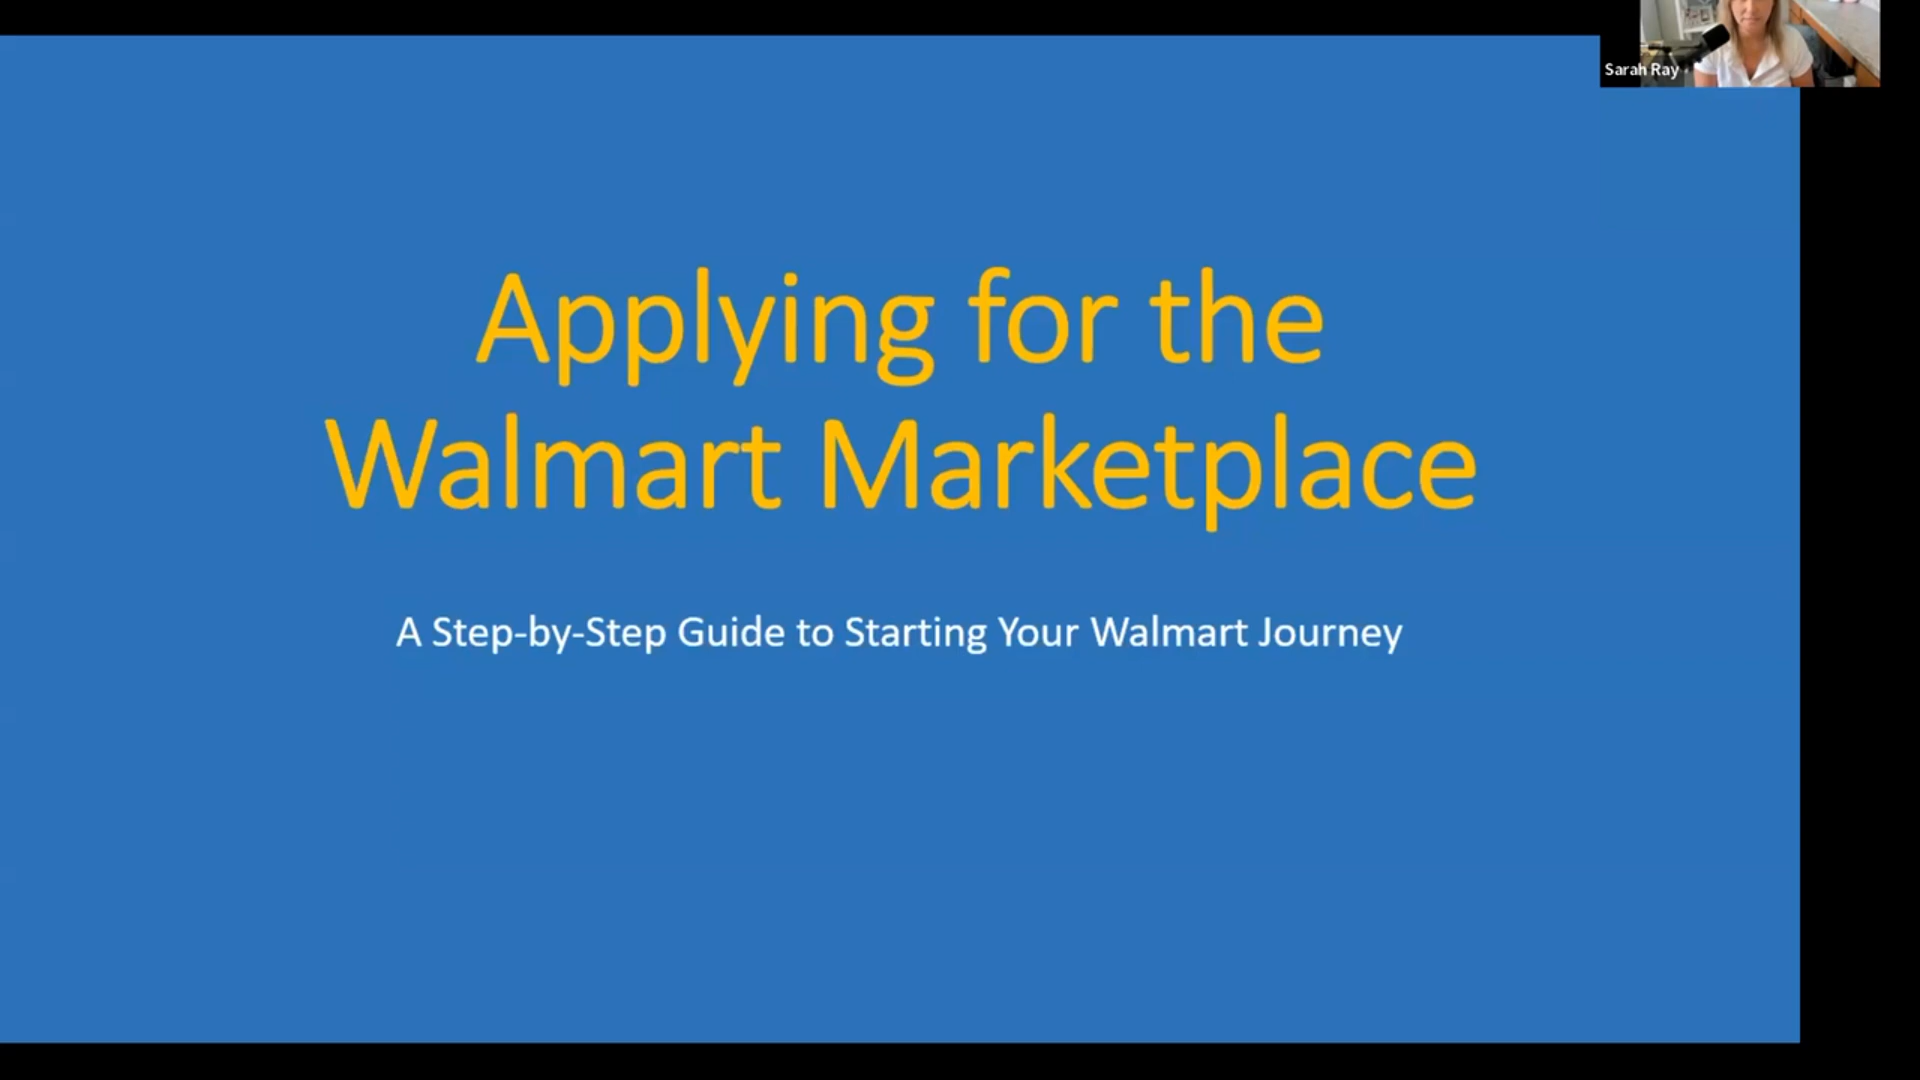 Sarah Ray
Applying for the
Walmart Marketplace
A Step-by-Step Guide to Starting Your Walmart Journey